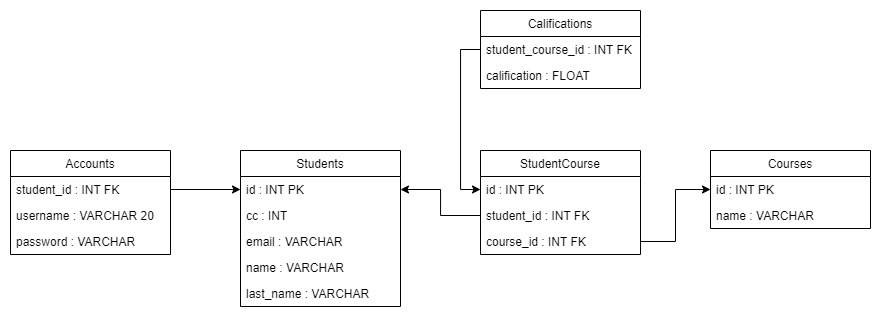 Califications
student_course_id : INT FK
calification : FLOAT
Accounts
student_id : INT FK
username : VARCHAR 20
password : VARCHAR
Students
id : INT PK
cc : INT
email : VARCHAR
name : VARCHAR
last_name : VARCHAR
StudentCourse
id : INT PK
student_id : INT FK
course_id : INT FK
Courses
id : INT PK
name : VARCHAR